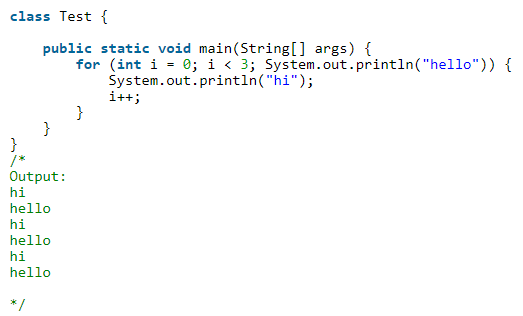 class Test {
public static void main(String[] args) {
for (int i = 0; i < 3; System.out.println("hello")) {
System.out.println("hi");
i++;
}
}
}
/*
Output:
hi
hello
hi
hello
hi
hello
*/